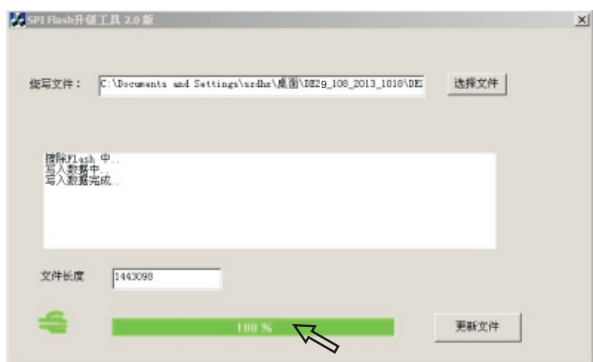 SPI Flash升级工具 2.0 版
烧写文件： C:\Documents and Settings\szdhz\桌面\DE29_108_2013_1018\DE 选择文件
擦除Flash 中..
写入数据中..
写入数据完成..
文件长度 1443098
100 % 更新文件